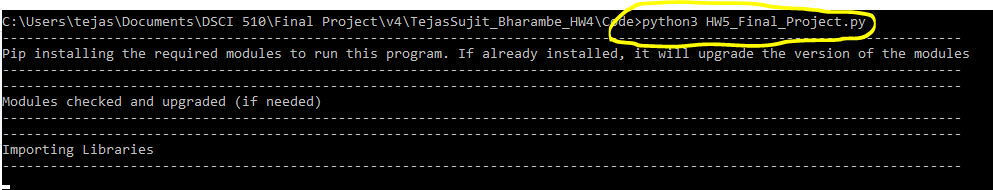 C:\Users\tejas\Documents\DSCI 510\Final Project\v4\TejasSujit_Bharambe_HW4\Code>python3 HW5_Final_Project.py
--------------------------------------------------------------------------------------------------------------------
Pip installing the required modules to run this program. If already installed, it will upgrade the version of the modules
--------------------------------------------------------------------------------------------------------------------
--------------------------------------------------------------------------------------------------------------------
Modules checked and upgraded (if needed)
--------------------------------------------------------------------------------------------------------------------
--------------------------------------------------------------------------------------------------------------------
Importing Libraries
--------------------------------------------------------------------------------------------------------------------